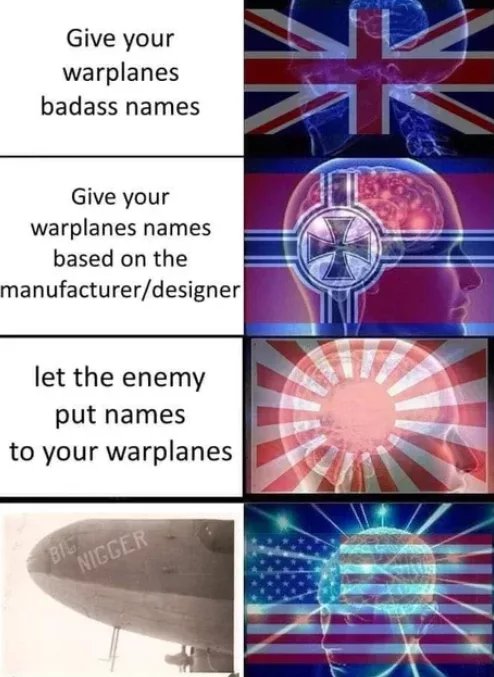 Give your
warplanes
badass names
Give your
warplanes names
based on the
manufacturer/designer
let the enemy
put names
to your warplanes
BIG
NIGGER